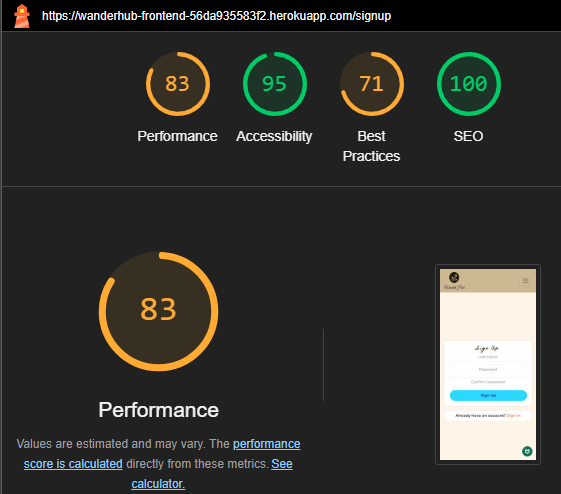 https://wanderhub-frontend-56da935583f2.herokuapp.com/signup
83
95
71
100
Performance
Accessibility
Best
Practices
SEO
83
Performance
Values are estimated and may vary. The performance
score is calculated directly from these metrics. See
calculator.
Sign Up
Username
Password
Confirm password
Sign Up
Already have an account? Sign in